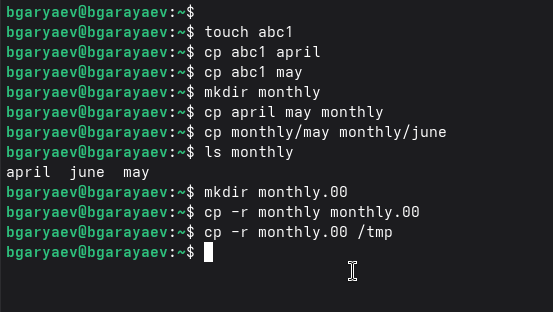 bgaryaev@bgarayaev:~$
bgaryaev@bgarayaev:~$ touch abc1
bgaryaev@bgarayaev:~$ cp abc1 april
bgaryaev@bgarayaev:~$ cp abc1 may
bgaryaev@bgarayaev:~$ mkdir monthly
bgaryaev@bgarayaev:~$ cp april may monthly
bgaryaev@bgarayaev:~$ cp monthly/may monthly/june
bgaryaev@bgarayaev:~$ ls monthly
april  june  may
bgaryaev@bgarayaev:~$ mkdir monthly.00
bgaryaev@bgarayaev:~$ cp -r monthly monthly.00
bgaryaev@bgarayaev:~$ cp -r monthly.00 /tmp
bgaryaev@bgarayaev:~$